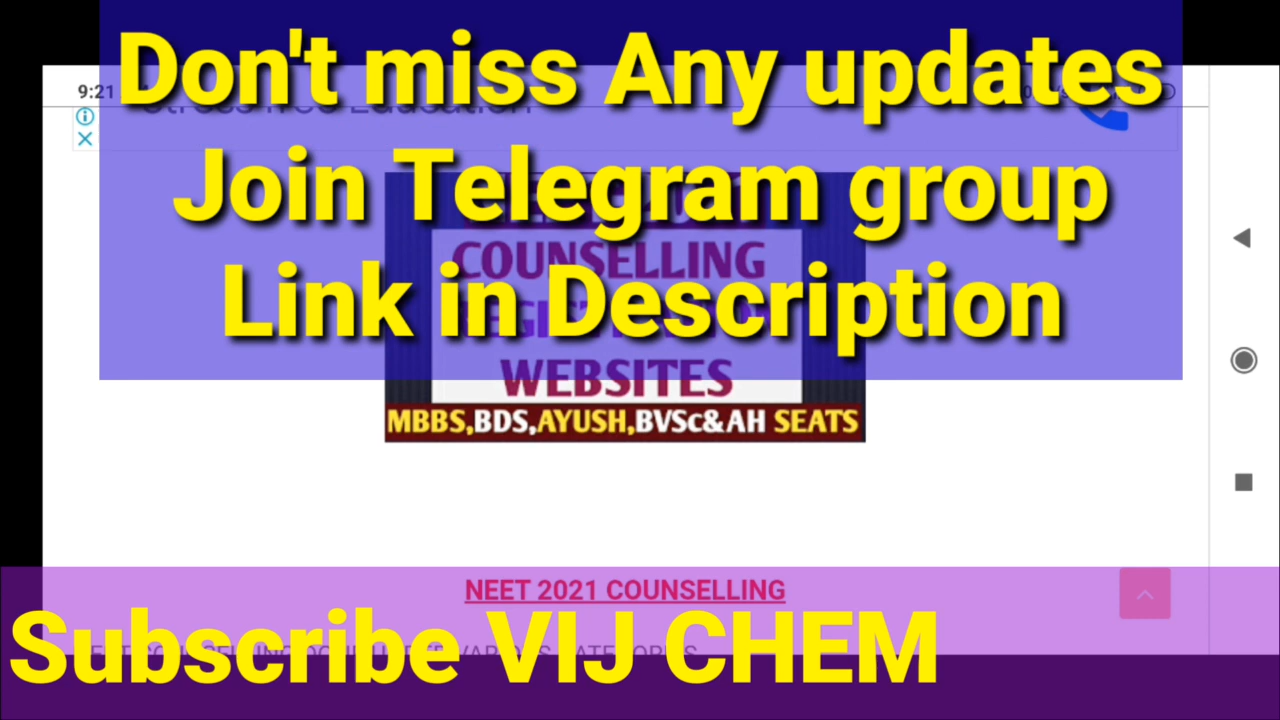 Don't miss Any updates
9:21
Join Telegram group
COUNSELLING
Link in Description
WEBSITES
MBBS,BDS,AYUSH,BVSc&AH SEATS
NEET 2021 COUNSELLING
Subscribe VIJ CHEM